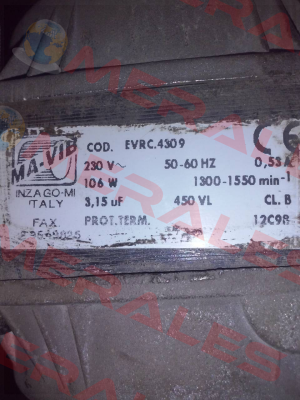 MA-VIB
COD. EVRC.4309 CE
230 V~ 50-60 HZ 0,53A
106 W 1300-1550 min-1
INZAGO-MI
ITALY
3,15 uF 450 VL CL. B
FAX PROT.TERM. 12C98
MERALES